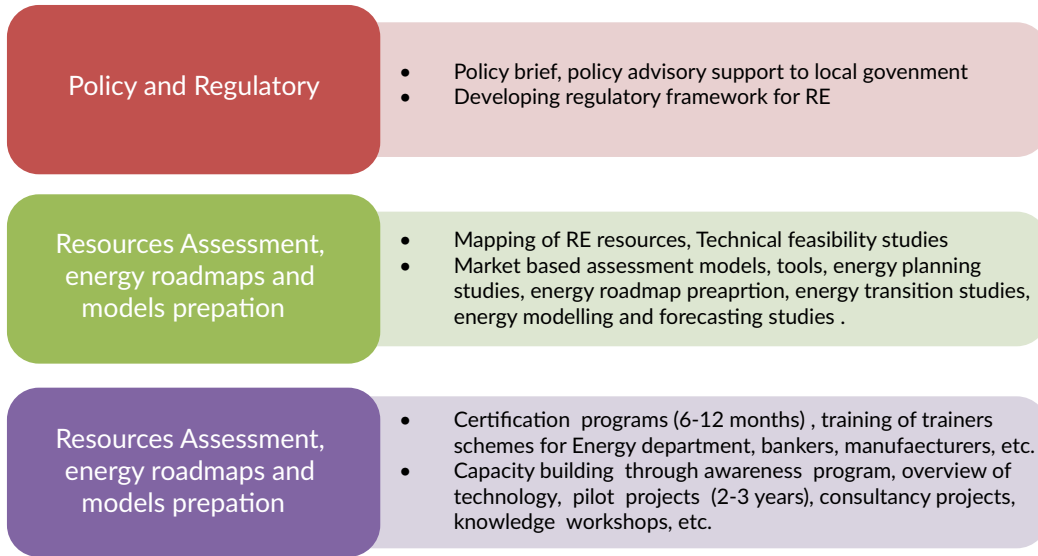 Policy and Regulatory
• Policy brief, policy advisory support to local govenment
• Developing regulatory framework for RE
Resources Assessment,
energy roadmaps and
models prepation
• Mapping of RE resources, Technical feasibility studies
• Market based assessment models, tools, energy planning
studies, energy roadmap preaprtion, energy transition studies,
energy modelling and forecasting studies .
Resources Assessment,
energy roadmaps and
models prepation
• Certification programs (6-12 months) , training of trainers
schemes for Energy department, bankers, manufaecturers, etc.
• Capacity building through awareness program, overview of
technology, pilot projects (2-3 years), consultancy projects,
knowledge workshops, etc.